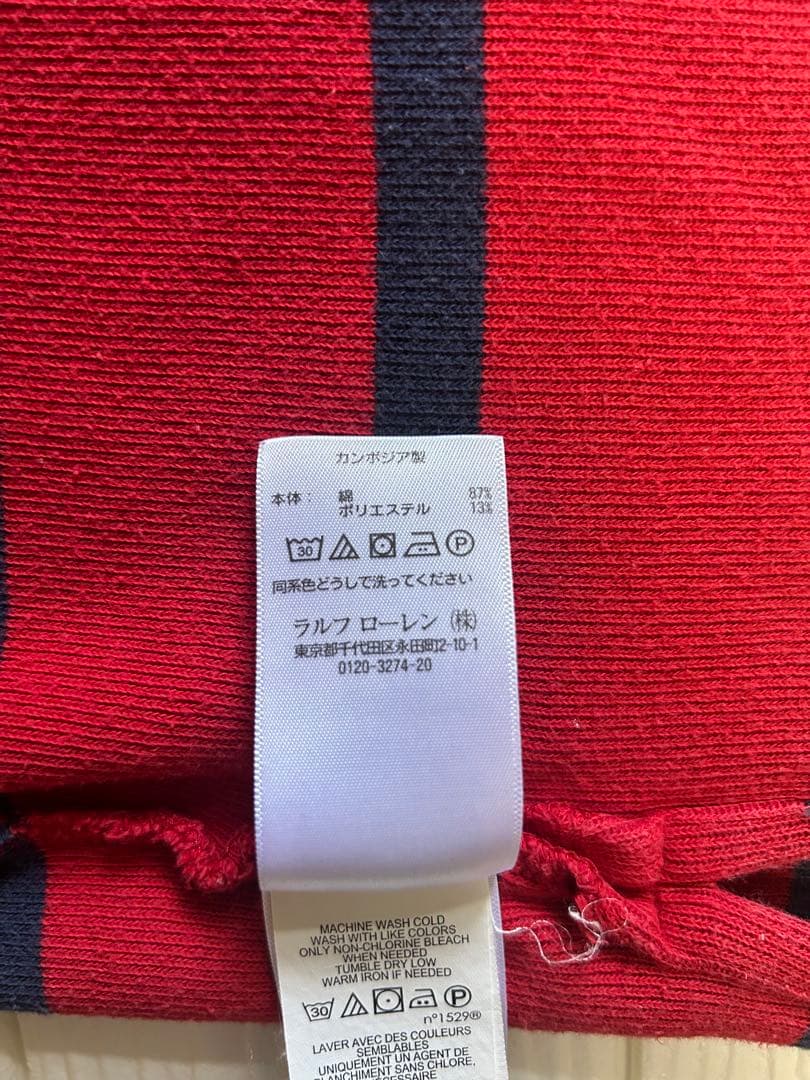 カンボジア製
本体： 綿 87%
ポリエステル 13%
30 P
同系色どうしで洗ってください
ラルフ ローレン（株）
東京都千代田区永田町2-10-1
0120-3274-20
MACHINE WASH COLD
WASH WITH LIKE COLORS
ONLY NON-CHLORINE BLEACH
WHEN NEEDED
TUMBLE DRY LOW
WARM IRON IF NEEDED
30 P
n°1529®
LAVER AVEC DES COULEURS
SEMBLABLES
UNIQUEMENT UN AGENT DE
BLANCHIMENT SANS CHLORE,